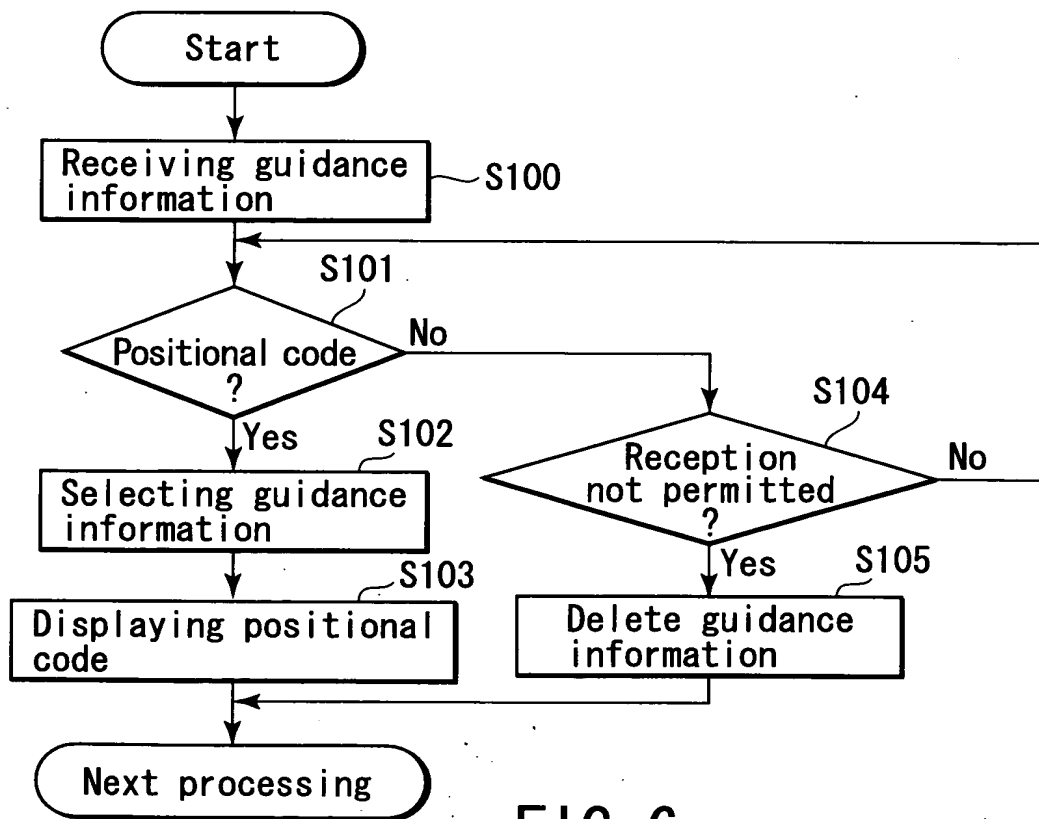 Start
Receiving guidance
information
S100
S101
Positional code
?
No
Yes
S102
Selecting guidance
information
S103
Displaying positional
code
S104
Reception
not permitted
?
No
Yes
S105
Delete guidance
information
Next processing